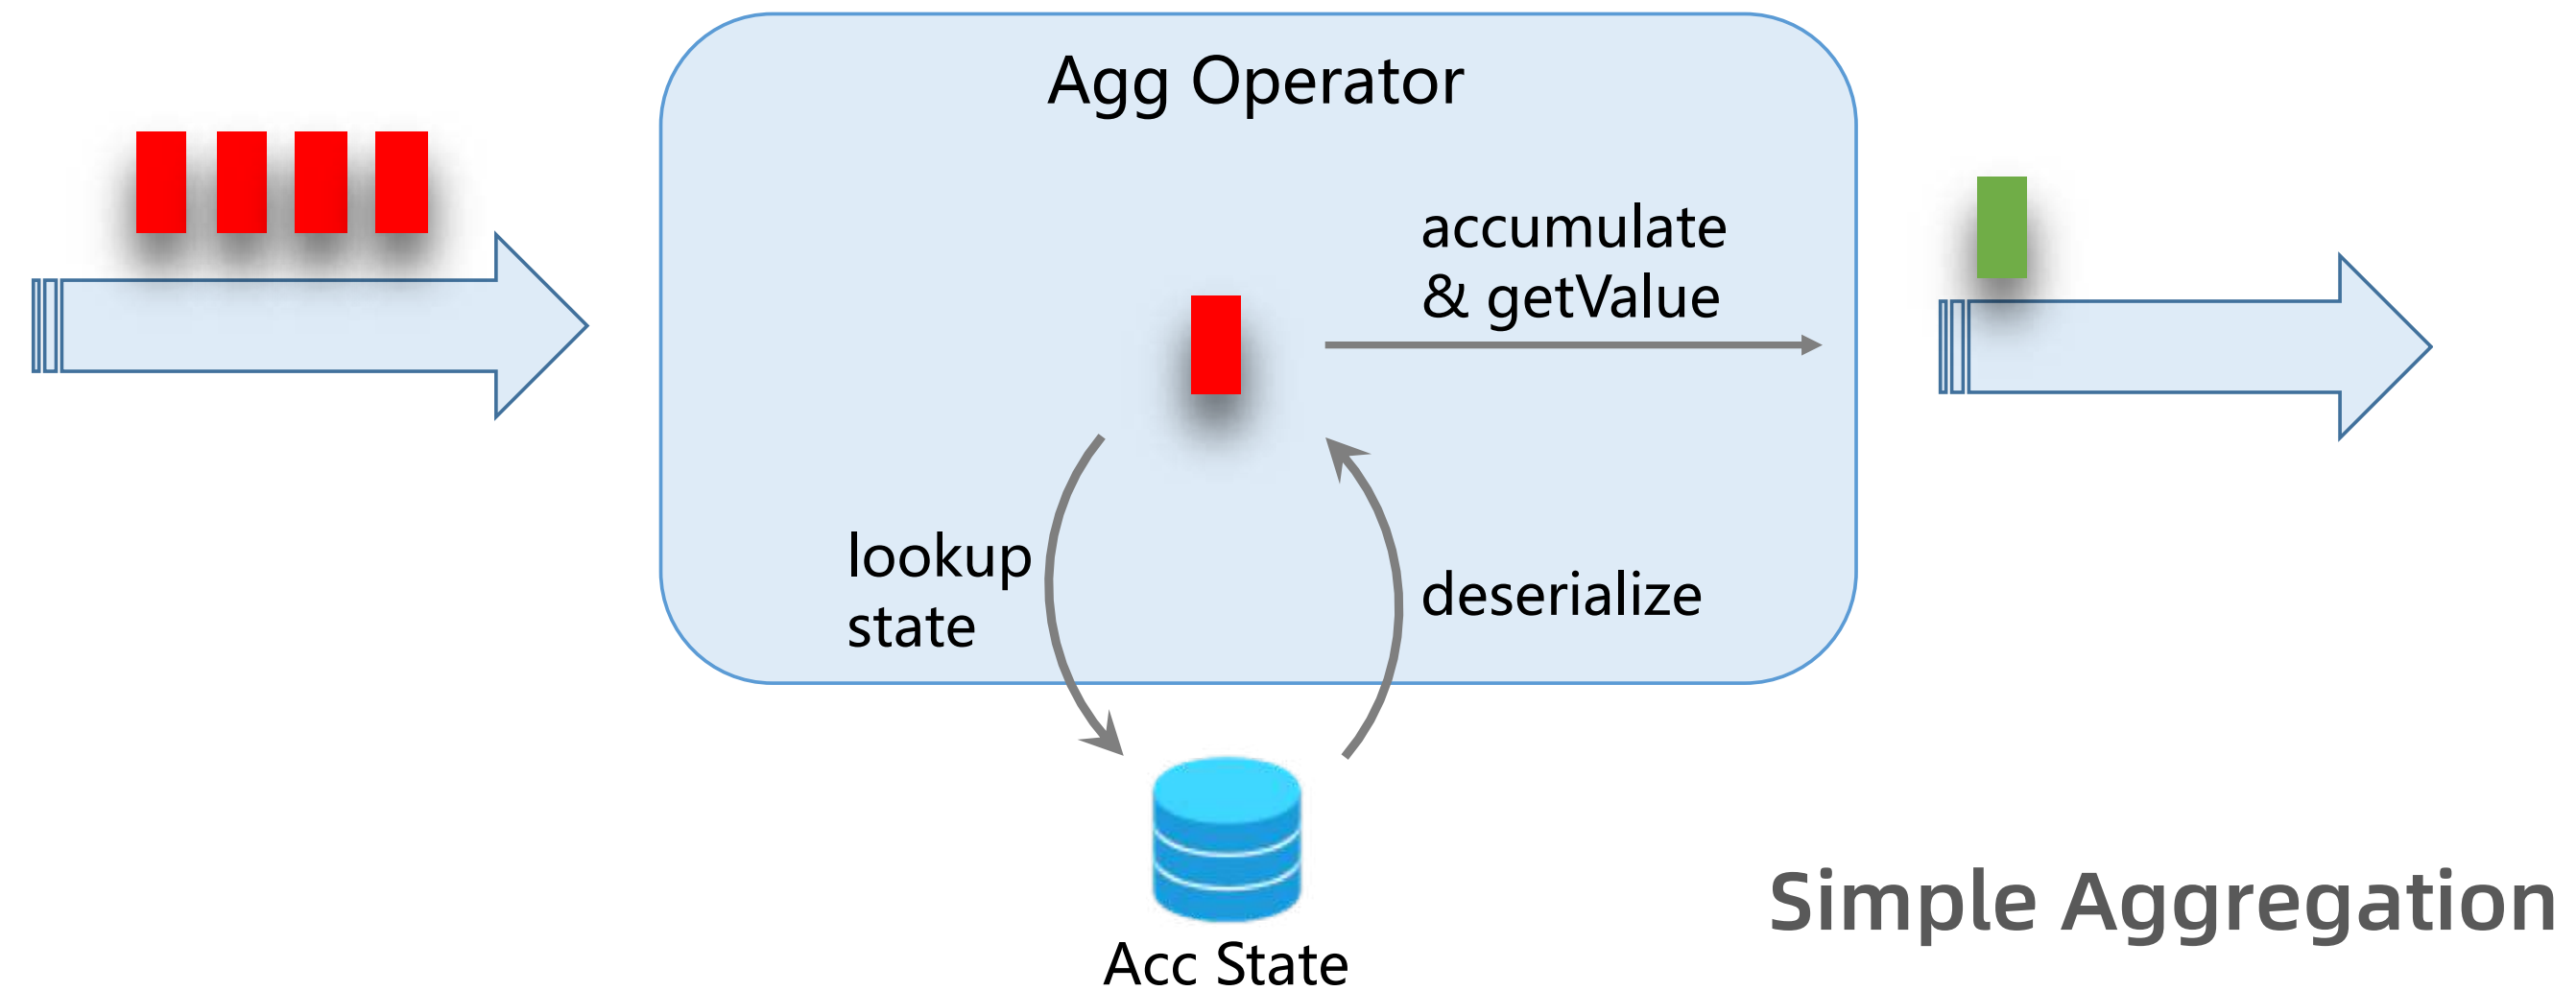 Agg Operator
accumulate
& getValue
lookup
state
deserialize
Acc State
Simple Aggregation